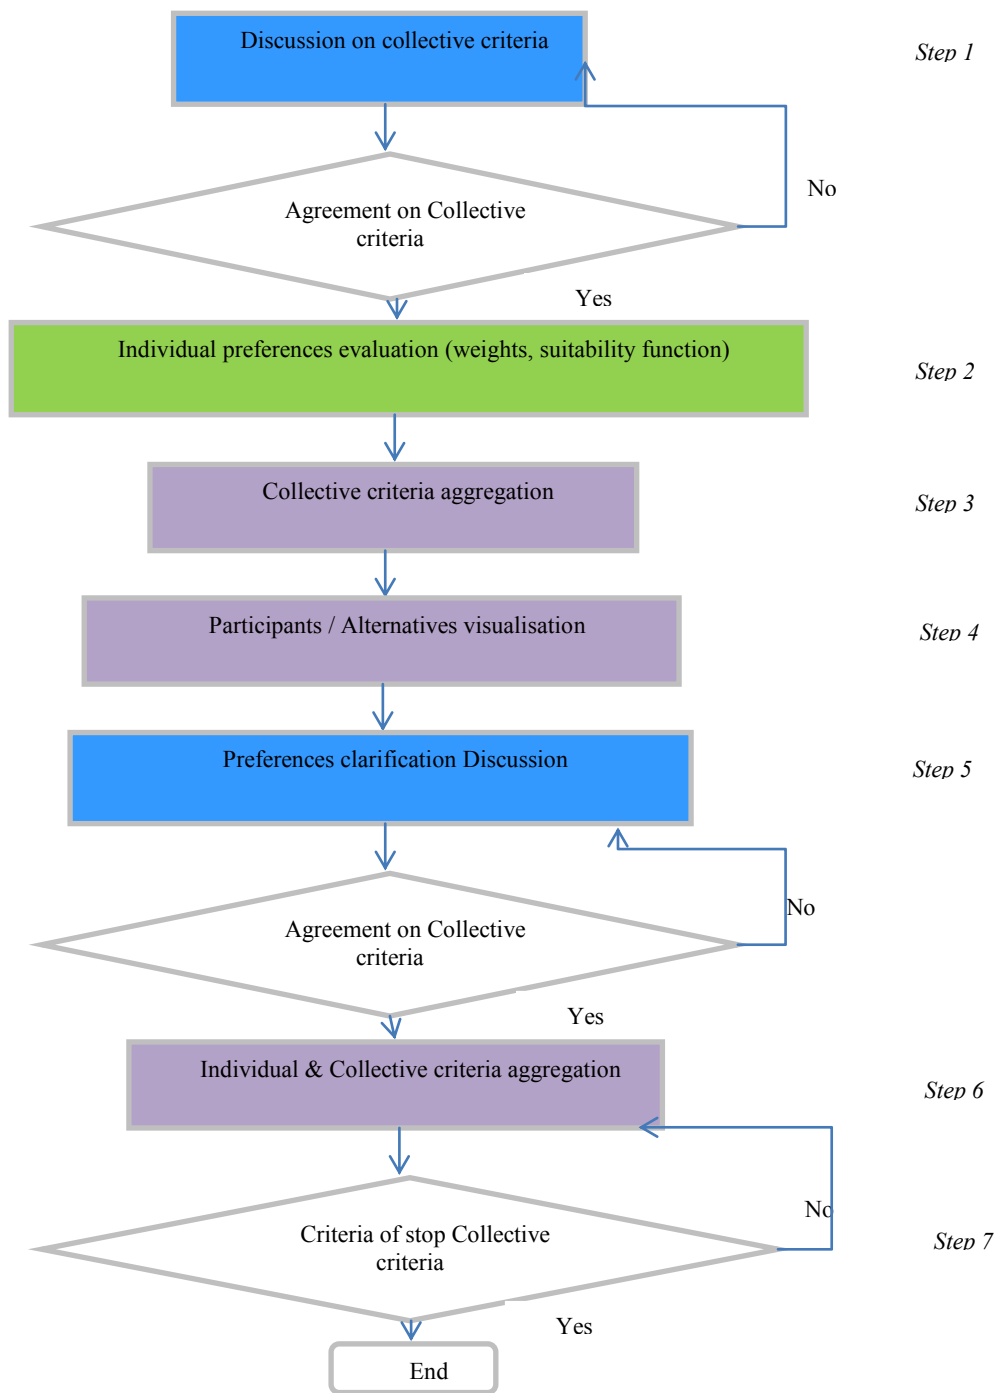 Discussion on collective criteria
Step 1
No
Agreement on Collective
criteria
Yes
Individual preferences evaluation (weights, suitability function)
Step 2
Collective criteria aggregation
Step 3
Participants / Alternatives visualisation
Step 4
Preferences clarification Discussion
Step 5
No
Agreement on Collective
criteria
Yes
Individual & Collective criteria aggregation
Step 6
No
Criteria of stop Collective
criteria
Step 7
Yes
End